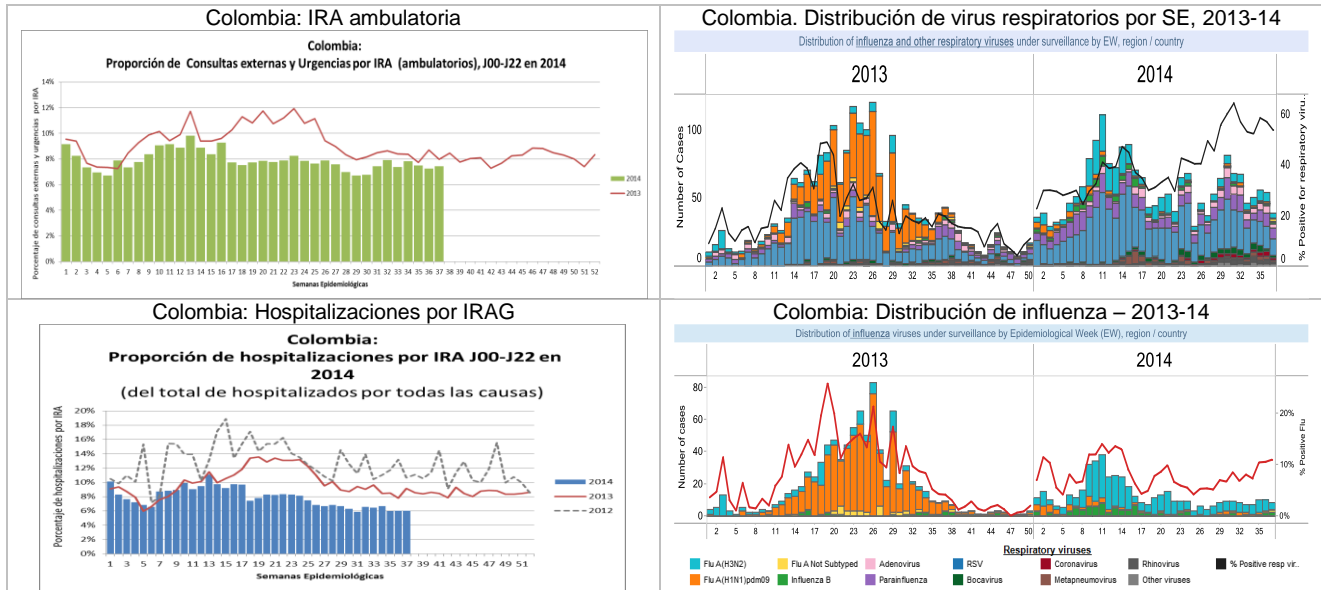 Colombia: IRA ambulatoria
Colombia:
Proporción de Consultas externas y Urgencias por IRA (ambulatorios), J00-J22 en 2014
Porcentaje de consultas externas y urgencias por IRA
14%
12%
10%
8%
6%
4%
2%
0%
1 2 3 4 5 6 7 8 9 10 11 12 13 14 15 16 17 18 19 20 21 22 23 24 25 26 27 28 29 30 31 32 33 34 35 36 37 38 39 40 41 42 43 44 45 46 47 48 49 50 51 52
Semanas Epidemiológicas
2014
2013
Colombia. Distribución de virus respiratorios por SE, 2013-14
Distribution of influenza and other respiratory viruses under surveillance by EW, region / country
2013 2014
Number of Cases
100
50
0
% Positive for respiratory viru..
60
40
20
0
2 5 8 11 14 17 20 23 26 29 32 35 38 41 44 47 50 2 5 8 11 14 17 20 23 26 29 32 35
Colombia: Hospitalizaciones por IRAG
Colombia:
Proporción de hospitalizaciones por IRA J00-J22 en
2014
(del total de hospitalizados por todas las causas)
Porcentaje de hospitalizaciones por IRA
20%
18%
16%
14%
12%
10%
8%
6%
4%
2%
0%
1 3 5 7 9 11 13 15 17 19 21 23 25 27 29 31 33 35 37 39 41 43 45 47 49 51
Semanas Epidemiológicas
2014
2013
2012
Colombia: Distribución de influenza – 2013-14
Distribution of influenza viruses under surveillance by Epidemiological Week (EW), region / country
2013 2014
Number of cases
80
60
40
20
0
% Positive Flu
20%
10%
0%
2 5 8 11 14 17 20 23 26 29 32 35 38 41 44 47 50 2 5 8 11 14 17 20 23 26 29 32 35
Respiratory viruses
Flu A(H3N2) Flu A Not Subtyped Adenovirus RSV Coronavirus Rhinovirus % Positive resp vir..
Flu A(H1N1)pdm09 Influenza B Parainfluenza Bocavirus Metapneumovirus Other viruses